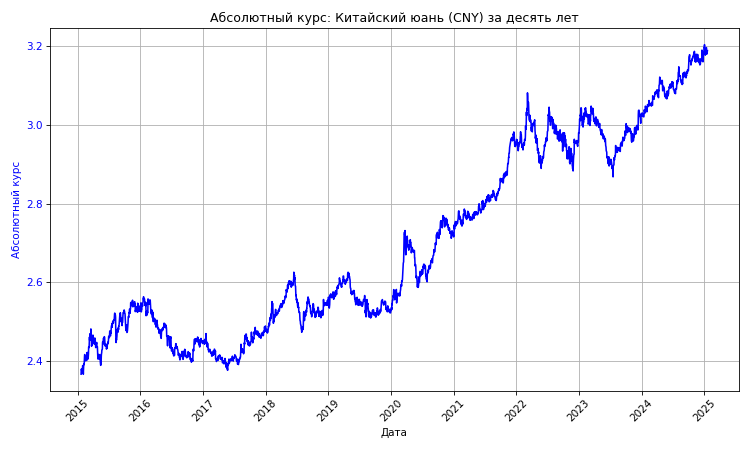 Абсолютный курс: Китайский юань (CNY) за десять лет
Абсолютный курс
3.2
3.0
2.8
2.6
2.4
2015 2016 2017 2018 2019 2020 2021 2022 2023 2024 2025
Дата